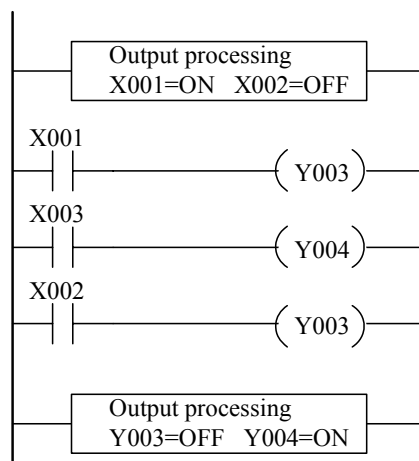 Output processing
X001=ON X002=OFF
X001
Y003
X003
Y004
X002
Y003
Output processing
Y003=OFF Y004=ON